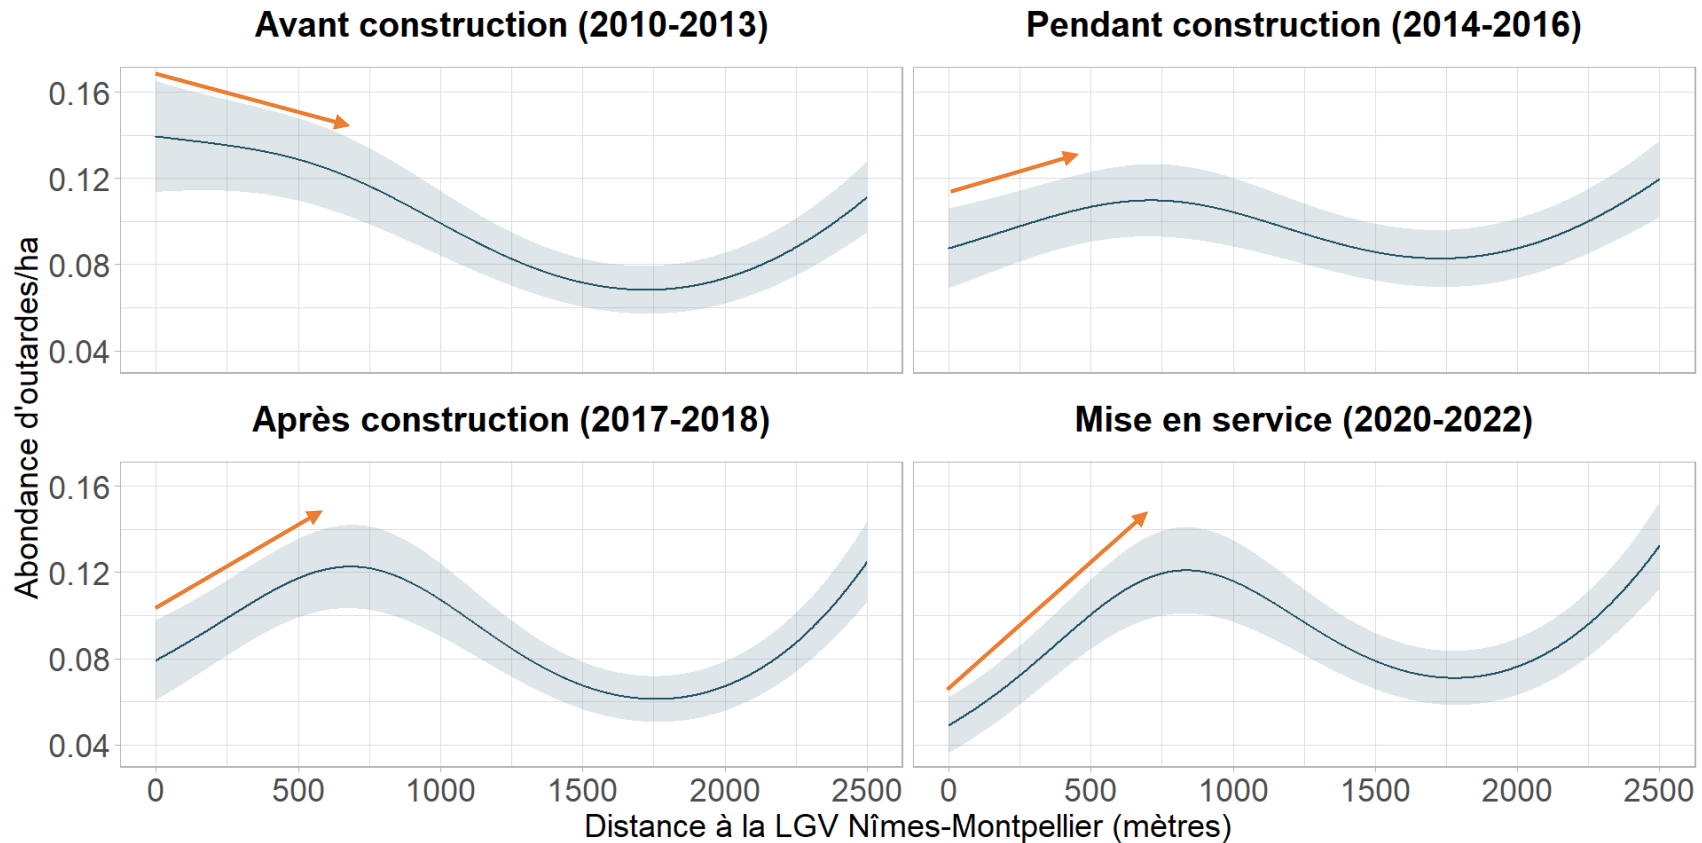 Avant construction (2010-2013)
Pendant construction (2014-2016)
0.16
0.12
0.08
0.04
Après construction (2017-2018)
Mise en service (2020-2022)
0.16
0.12
0.08
0.04
Abondance d'outardes/ha
0 500 1000 1500 2000 2500
0 500 1000 1500 2000 2500
Distance à la LGV Nîmes-Montpellier (mètres)